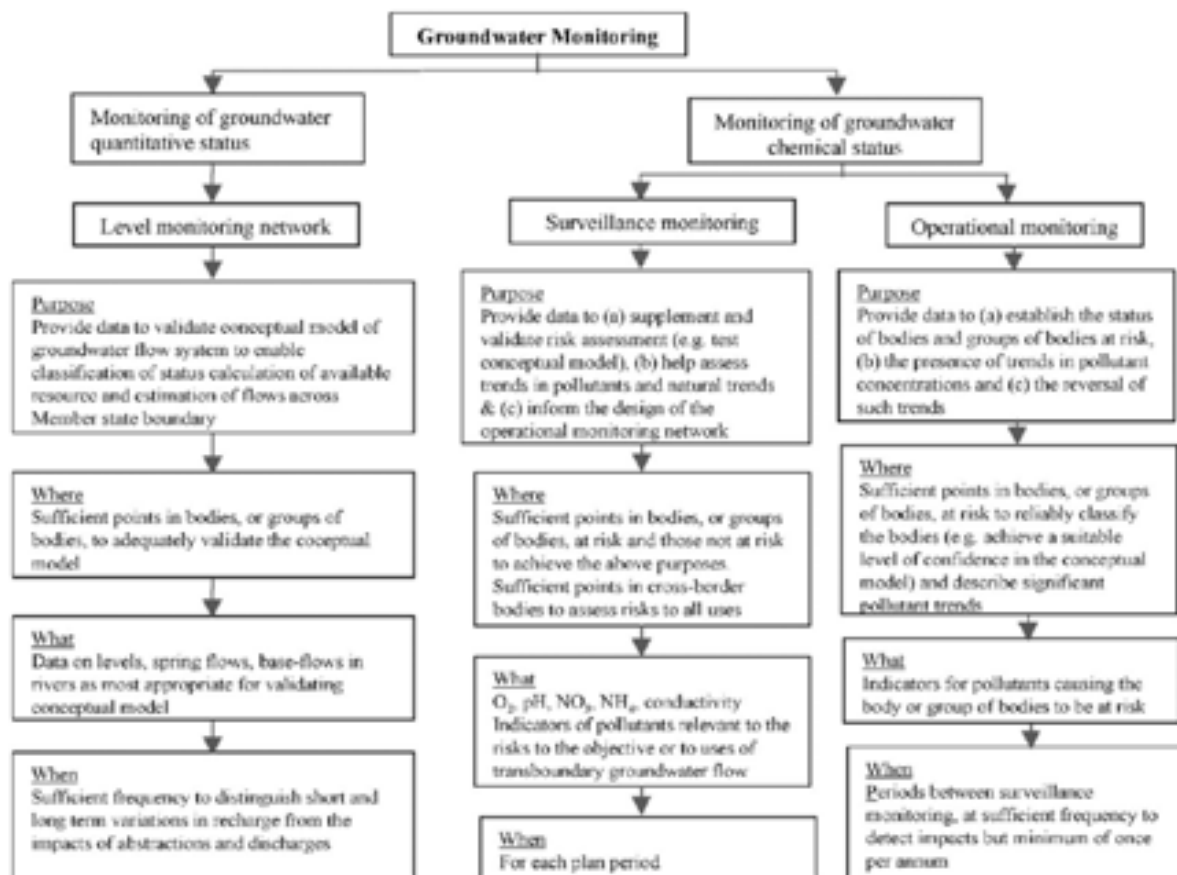 Groundwater Monitoring
Monitoring of groundwater
quantitative status
Monitoring of groundwater
chemical status
Level monitoring network
Surveillance monitoring
Operational monitoring
Purpose
Provide data to validate conceptual model of
groundwater flow system to enable
classification of status calculation of available
resource and estimation of flows across
Member state boundary
Where
Sufficient points in bodies, or groups of
bodies, to adequately validate the coceptual
model
What
Data on levels, spring flows, base-flows in
rivers as most appropriate for validating
conceptual model
When
Sufficient frequency to distinguish short and
long term variations in recharge from the
impacts of abstractions and discharges
Purpose
Provide data to (a) supplement and
validate risk assessment (e.g. test
conceptual model), (b) help assess
trends in pollutants and natural trends
& (c) inform the design of the
operational monitoring network
Where
Sufficient points in bodies, or groups
of bodies, at risk and those not at risk
to achieve the above purposes.
Sufficient points in cross-border
bodies to assess risks to all uses
What
O₂, pH, NO₃, NH₄, conductivity
Indicators of pollutants relevant to the
risks to the objective or to uses of
transboundary groundwater flow
When
For each plan period
Purpose
Provide data to (a) establish the status
of bodies and groups of bodies at risk,
(b) the presence of trends in pollutant
concentrations and (c) the reversal of
such trends
Where
Sufficient points in bodies, or groups
of bodies, at risk to reliably classify
the bodies (e.g. achieve a suitable
level of confidence in the conceptual
model) and describe significant
pollutant trends
What
Indicators for pollutants causing the
body or group of bodies to be at risk
When
Periods between surveillance
monitoring, at sufficient frequency to
detect impacts but minimum of once
per annum